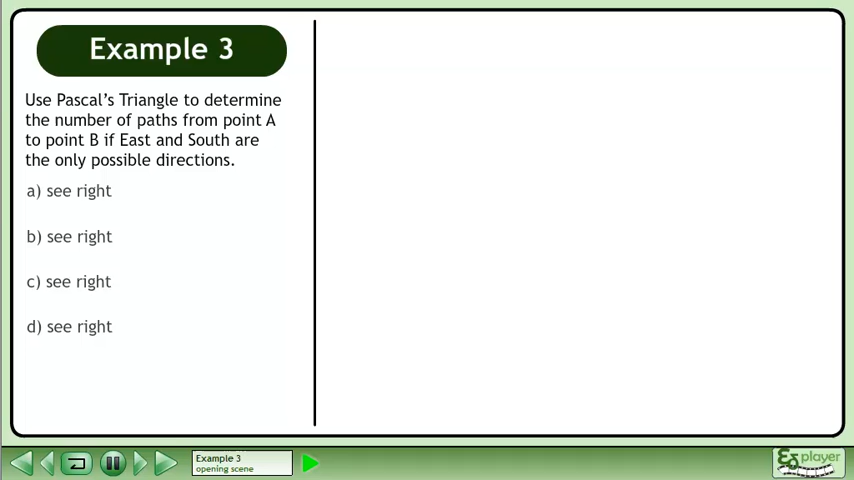 Example 3
Use Pascal's Triangle to determine
the number of paths from point A
to point B if East and South are
the only possible directions.
a) see right
b) see right
c) see right
d) see right
Example 3
opening scene
player